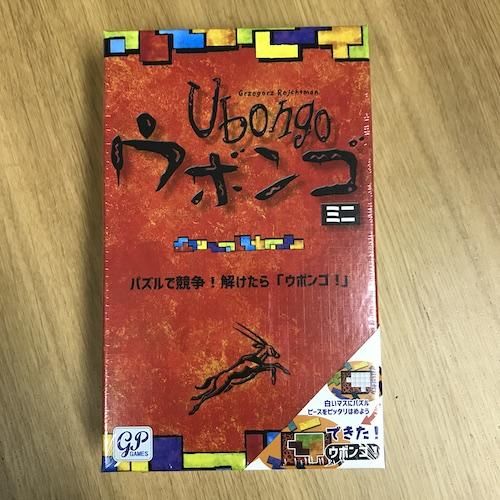 Ubongo
Grzegorz Rejchtman
ウボンゴ
ミニ
パズルで競争！解けたら「ウボンゴ！」
白いマスにパズル
ピースをピッタリはめよう
できた！
ウボンゴ！
GP
GAMES